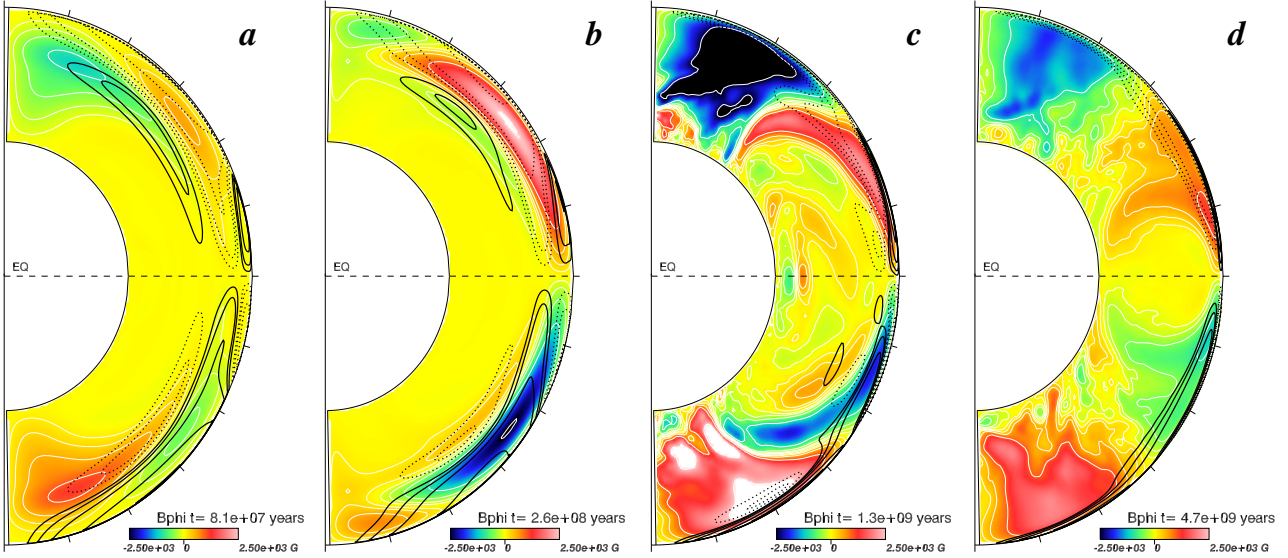 a
EQ
Bphi t= 8.1e+07 years
-2.50e+03 0 2.50e+03 G
b
Bphi t= 2.6e+08 years
-2.50e+03 0 2.50e+03 G
c
EQ
Bphi t= 1.3e+09 years
-2.50e+03 0 2.50e+03 G
d
EQ
Bphi t= 4.7e+09 years
-2.50e+03 0 2.50e+03 G
EQ